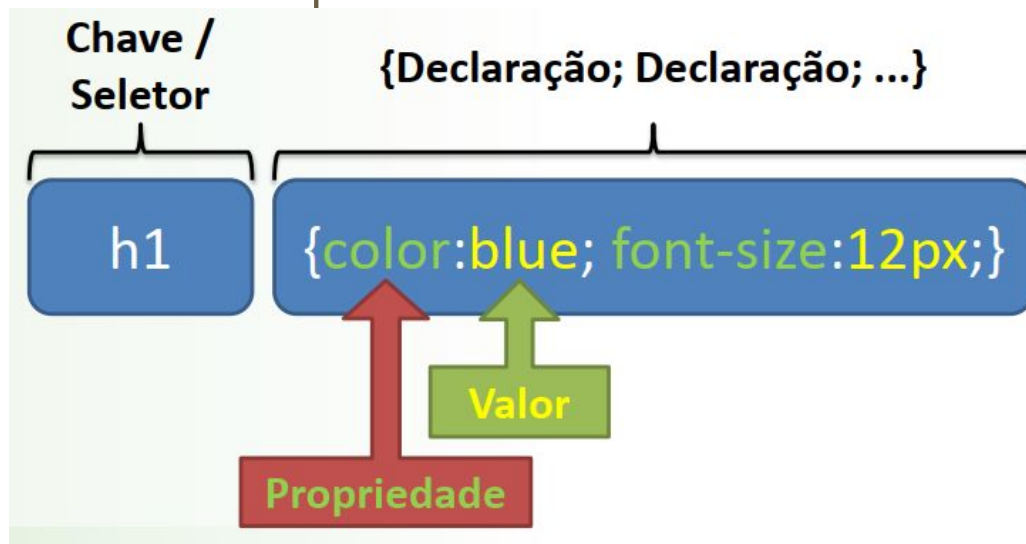 Chave /
Seletor
{Declaração; Declaração; ...}
h1
{color:blue; font-size:12px;}
Valor
Propriedade